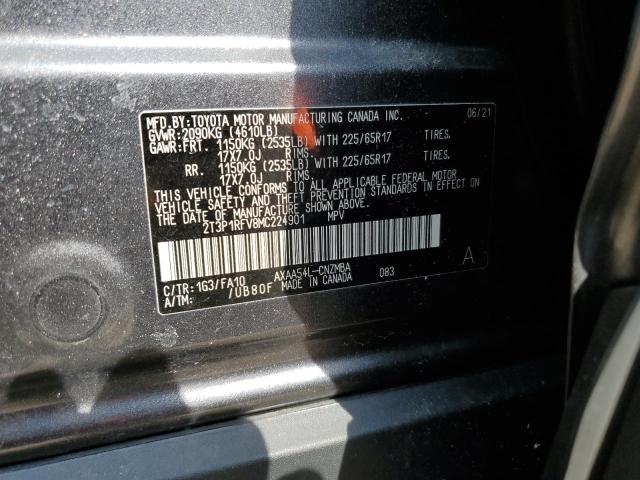 MFD.BY:TOYOTA MOTOR MANUFACTURING CANADA INC. 06/21
GVWR:2090KG (4610LB)
GAWR:FRT. 1150KG (2535LB) WITH 225/65R17 TIRES,
17X7.0J RIMS,
RR. 1150KG (2535LB) WITH 225/65R17 TIRES,
17X7.0J RIMS,
THIS VEHICLE CONFORMS TO ALL APPLICABLE FEDERAL MOTOR
VEHICLE SAFETY AND THEFT PREVENTION STANDARDS IN EFFECT ON
THE DATE OF MANUFACTURE SHOWN ABOVE.
2T3P1RFV8MC224901 MPV
C/TR:1G3/FA10 AXAA54L-CNZMBA 083 A
A/TM: /UB80F MADE IN CANADA